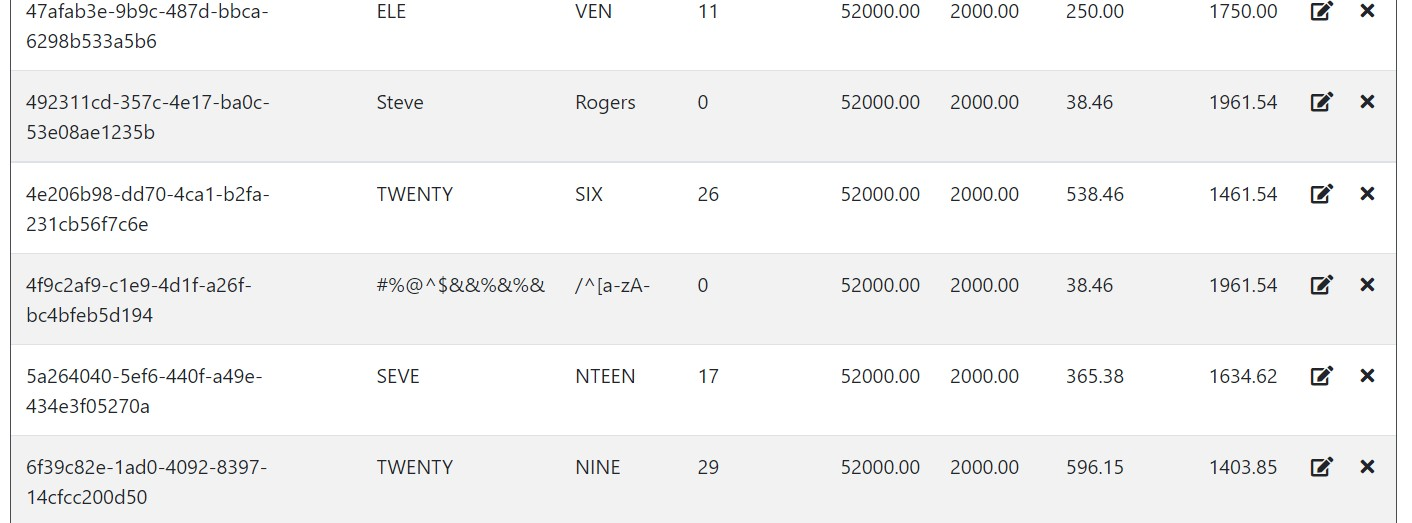 47afab3e-9b9c-487d-bbca- ELE VEN 11 52000.00 2000.00 250.00 1750.00
6298b533a5b6
492311cd-357c-4e17-ba0c- Steve Rogers 0 52000.00 2000.00 38.46 1961.54
53e08ae1235b
4e206b98-dd70-4ca1-b2fa- TWENTY SIX 26 52000.00 2000.00 538.46 1461.54
231cb56f7c6e
4f9c2af9-c1e9-4d1f-a26f- #%@^$&&%&%& /^[a-zA- 0 52000.00 2000.00 38.46 1961.54
bc4bfeb5d194
5a264040-5ef6-440f-a49e- SEVE NTEEN 17 52000.00 2000.00 365.38 1634.62
434e3f05270a
6f39c82e-1ad0-4092-8397- TWENTY NINE 29 52000.00 2000.00 596.15 1403.85
14cfcc200d50